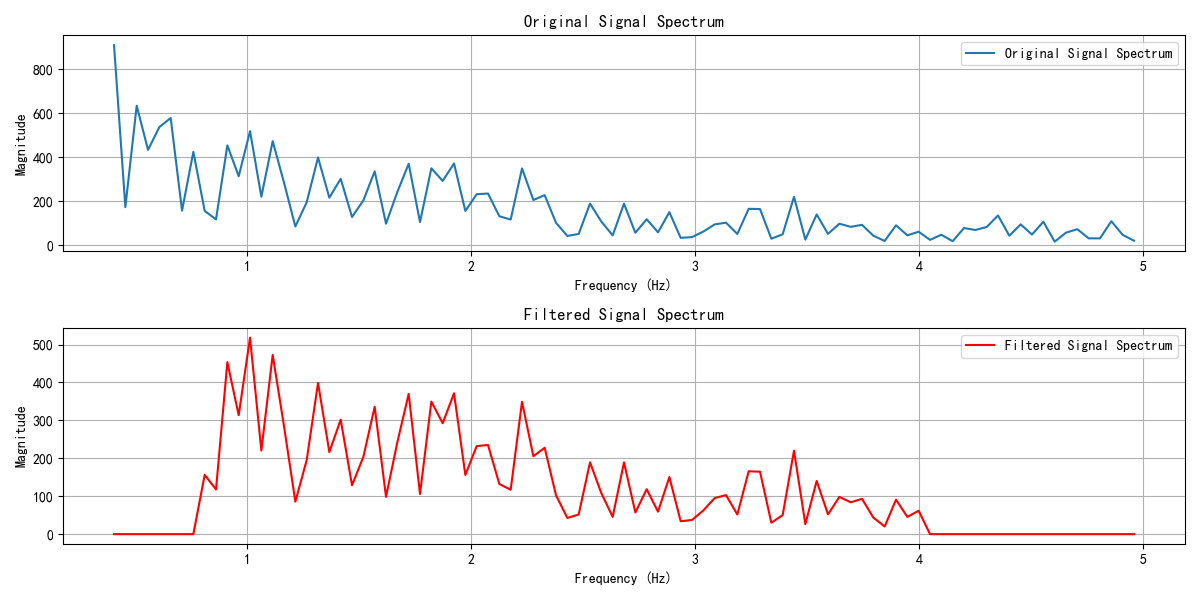 Original Signal Spectrum
Original Signal Spectrum
800
600
400
200
0
Magnitude
1 2 3 4 5
Frequency (Hz)
Filtered Signal Spectrum
Filtered Signal Spectrum
500
400
300
200
100
0
Magnitude
1 2 3 4 5
Frequency (Hz)